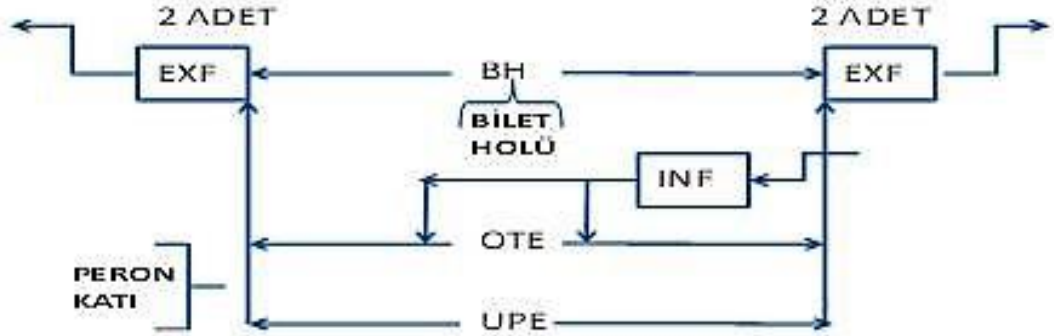 2 ADET
2 ADET
EXF
BH
EXF
BİLET
HOLÜ
INF
OTE
PERON
KATI
UPE